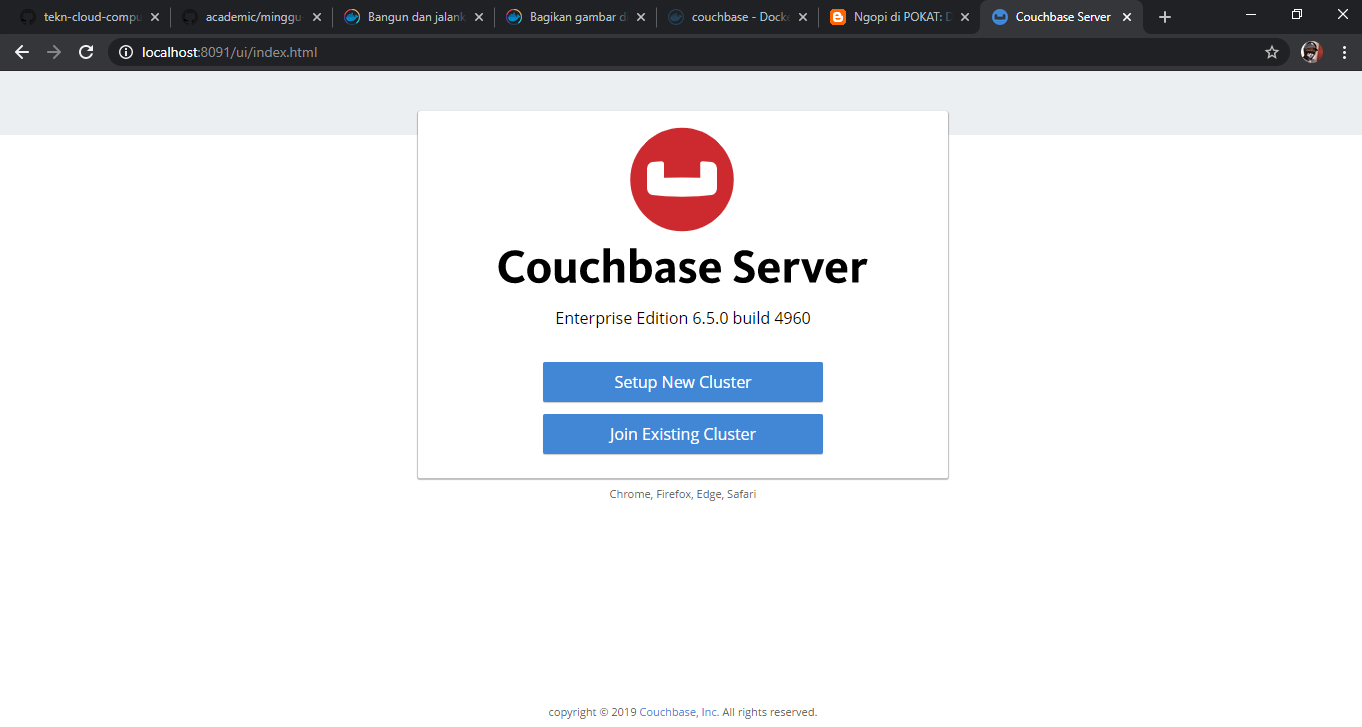 tekn-cloud-compu
academic/minggu
Bangun dan jalank
Bagikan gambar d
couchbase - Docke
Ngopi di POKAT: D
Couchbase Server
localhost:8091/ui/index.html
Couchbase Server
Enterprise Edition 6.5.0 build 4960
Setup New Cluster
Join Existing Cluster
Chrome, Firefox, Edge, Safari
copyright © 2019 Couchbase, Inc. All rights reserved.